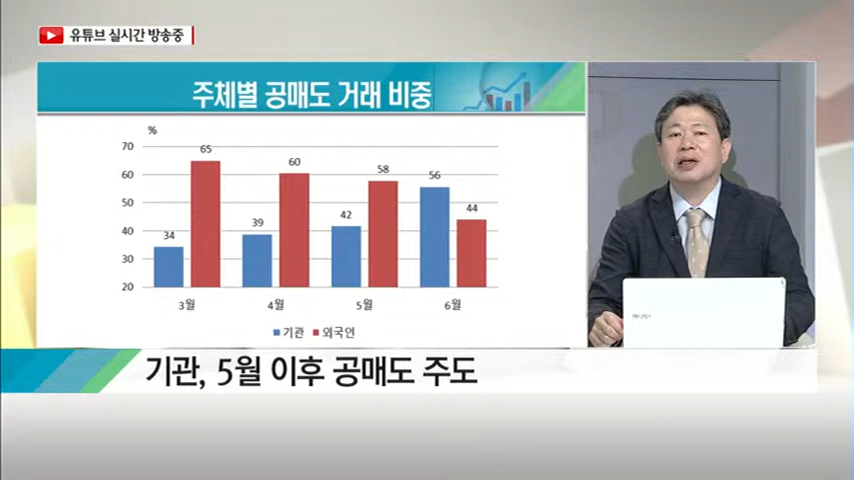 유튜브 실시간 방송중
주체별 공매도 거래 비중
%
70
60
50
40
30
20
34
65
39
60
42
58
56
44
3월
4월
5월
6월
기관
외국인
기관, 5월 이후 공매도 주도